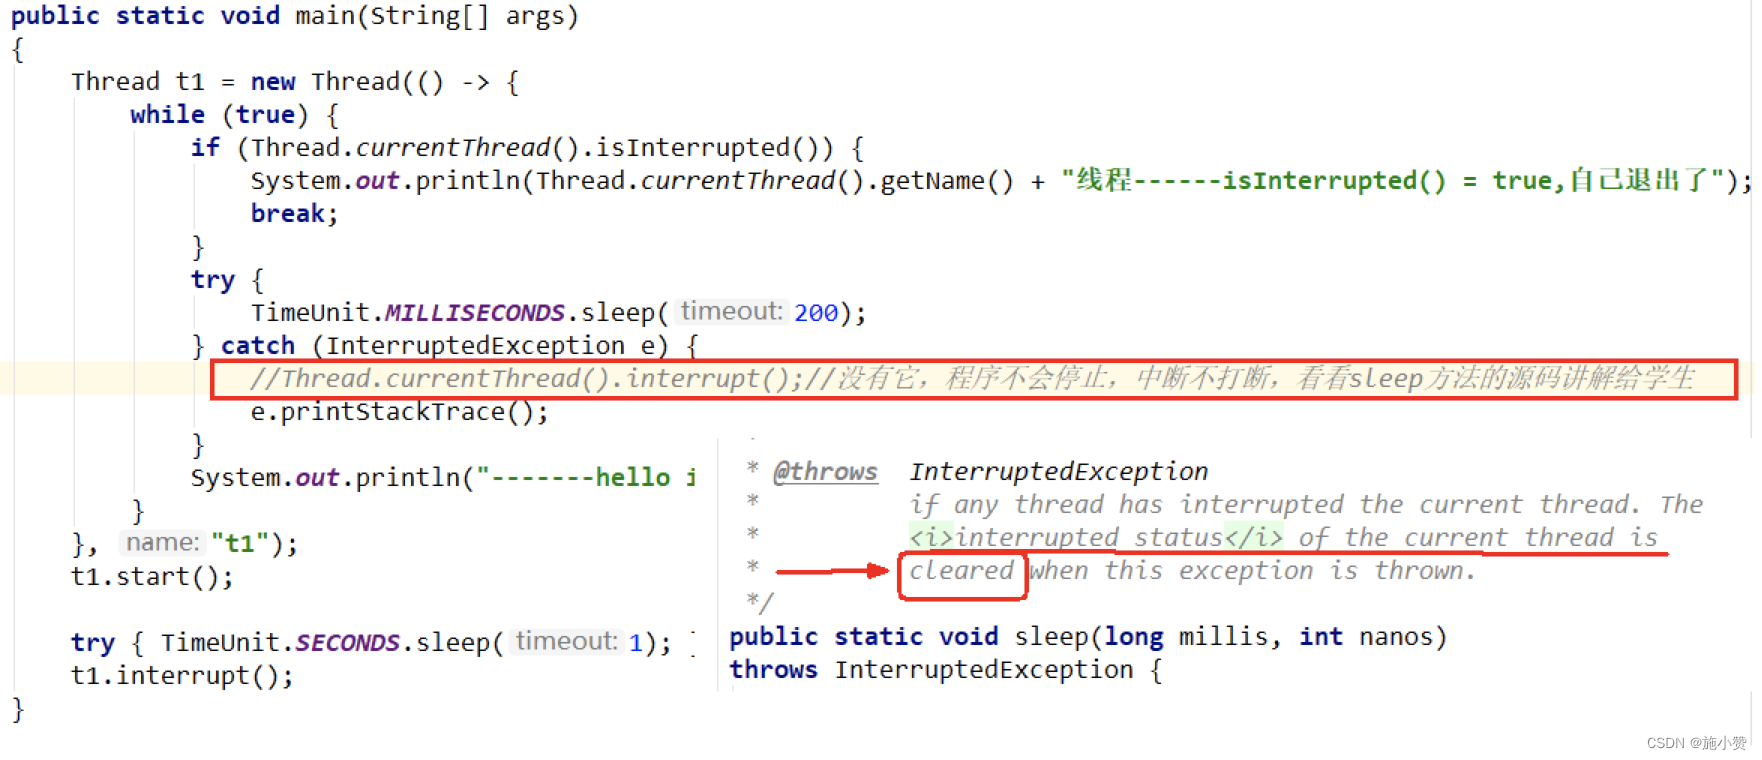 public static void main(String[] args)
{
Thread t1 = new Thread(() -> {
while (true) {
if (Thread.currentThread().isInterrupted()) {
System.out.println(Thread.currentThread().getName() + "线程------isInterrupted() = true,自己退出了");
break;
}
try {
TimeUnit.MILLISECONDS.sleep( timeout: 200);
} catch (InterruptedException e) {
//Thread.currentThread().interrupt();//没有它，程序不会停止，中断不打断，看看sleep方法的源码讲解给学生
e.printStackTrace();
}
System.out.println("-------hello i
}
}, name: "t1");
t1.start();
try { TimeUnit.SECONDS.sleep( timeout: 1); }
t1.interrupt();
}
*
* @throws InterruptedException
* if any thread has interrupted the current thread. The
* <i>interrupted status</i> of the current thread is
* cleared when this exception is thrown.
*/
public static void sleep(long millis, int nanos)
throws InterruptedException {
CSDN @施小赞